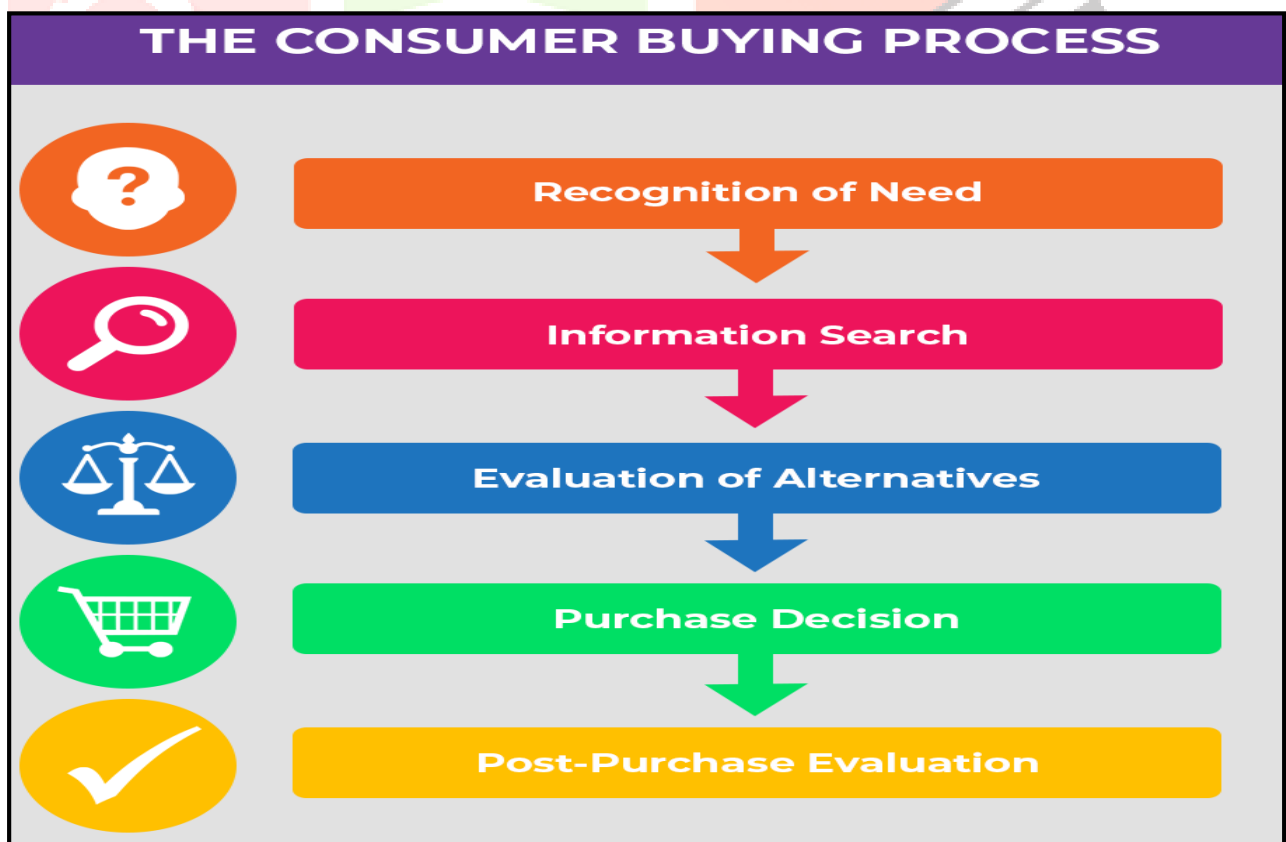 THE CONSUMER BUYING PROCESS
?
Recognition of Need
Information Search
Evaluation of Alternatives
Purchase Decision
Post-Purchase Evaluation